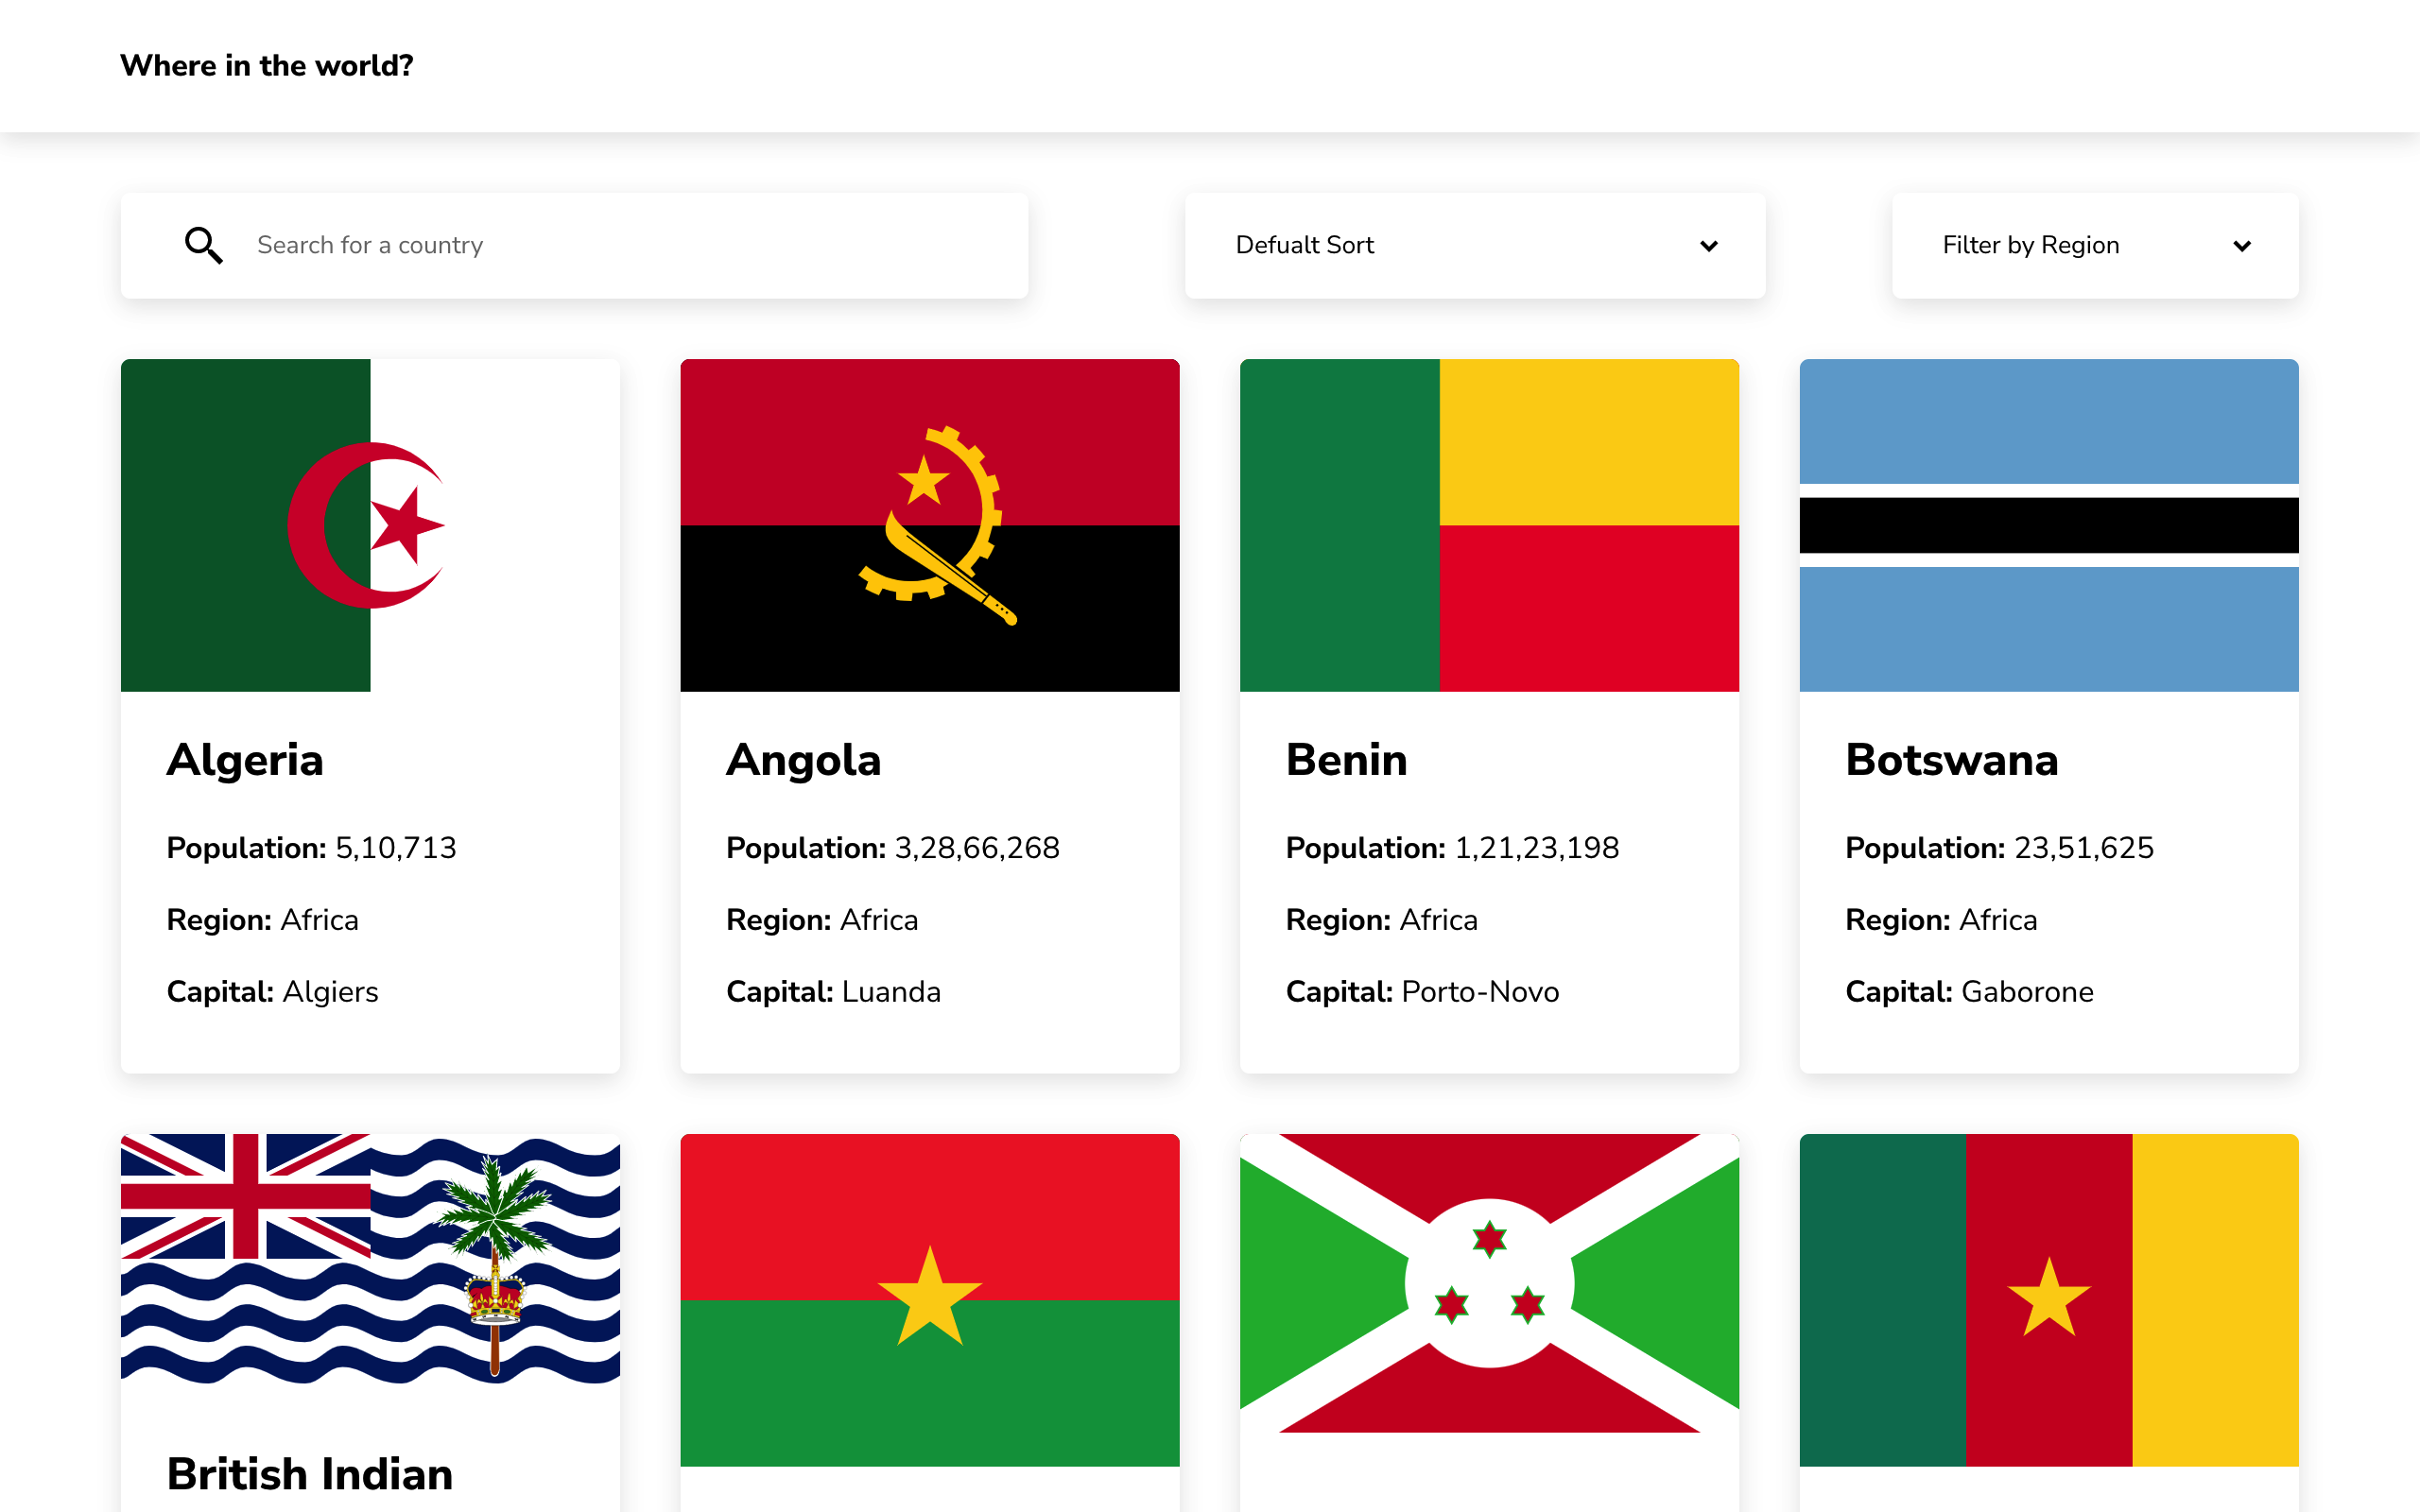 Where in the world?
Search for a country
Defualt Sort
Filter by Region
Algeria
Population: 5,10,713
Region: Africa
Capital: Algiers
Angola
Population: 3,28,66,268
Region: Africa
Capital: Luanda
Benin
Population: 1,21,23,198
Region: Africa
Capital: Porto-Novo
Botswana
Population: 23,51,625
Region: Africa
Capital: Gaborone
British Indian